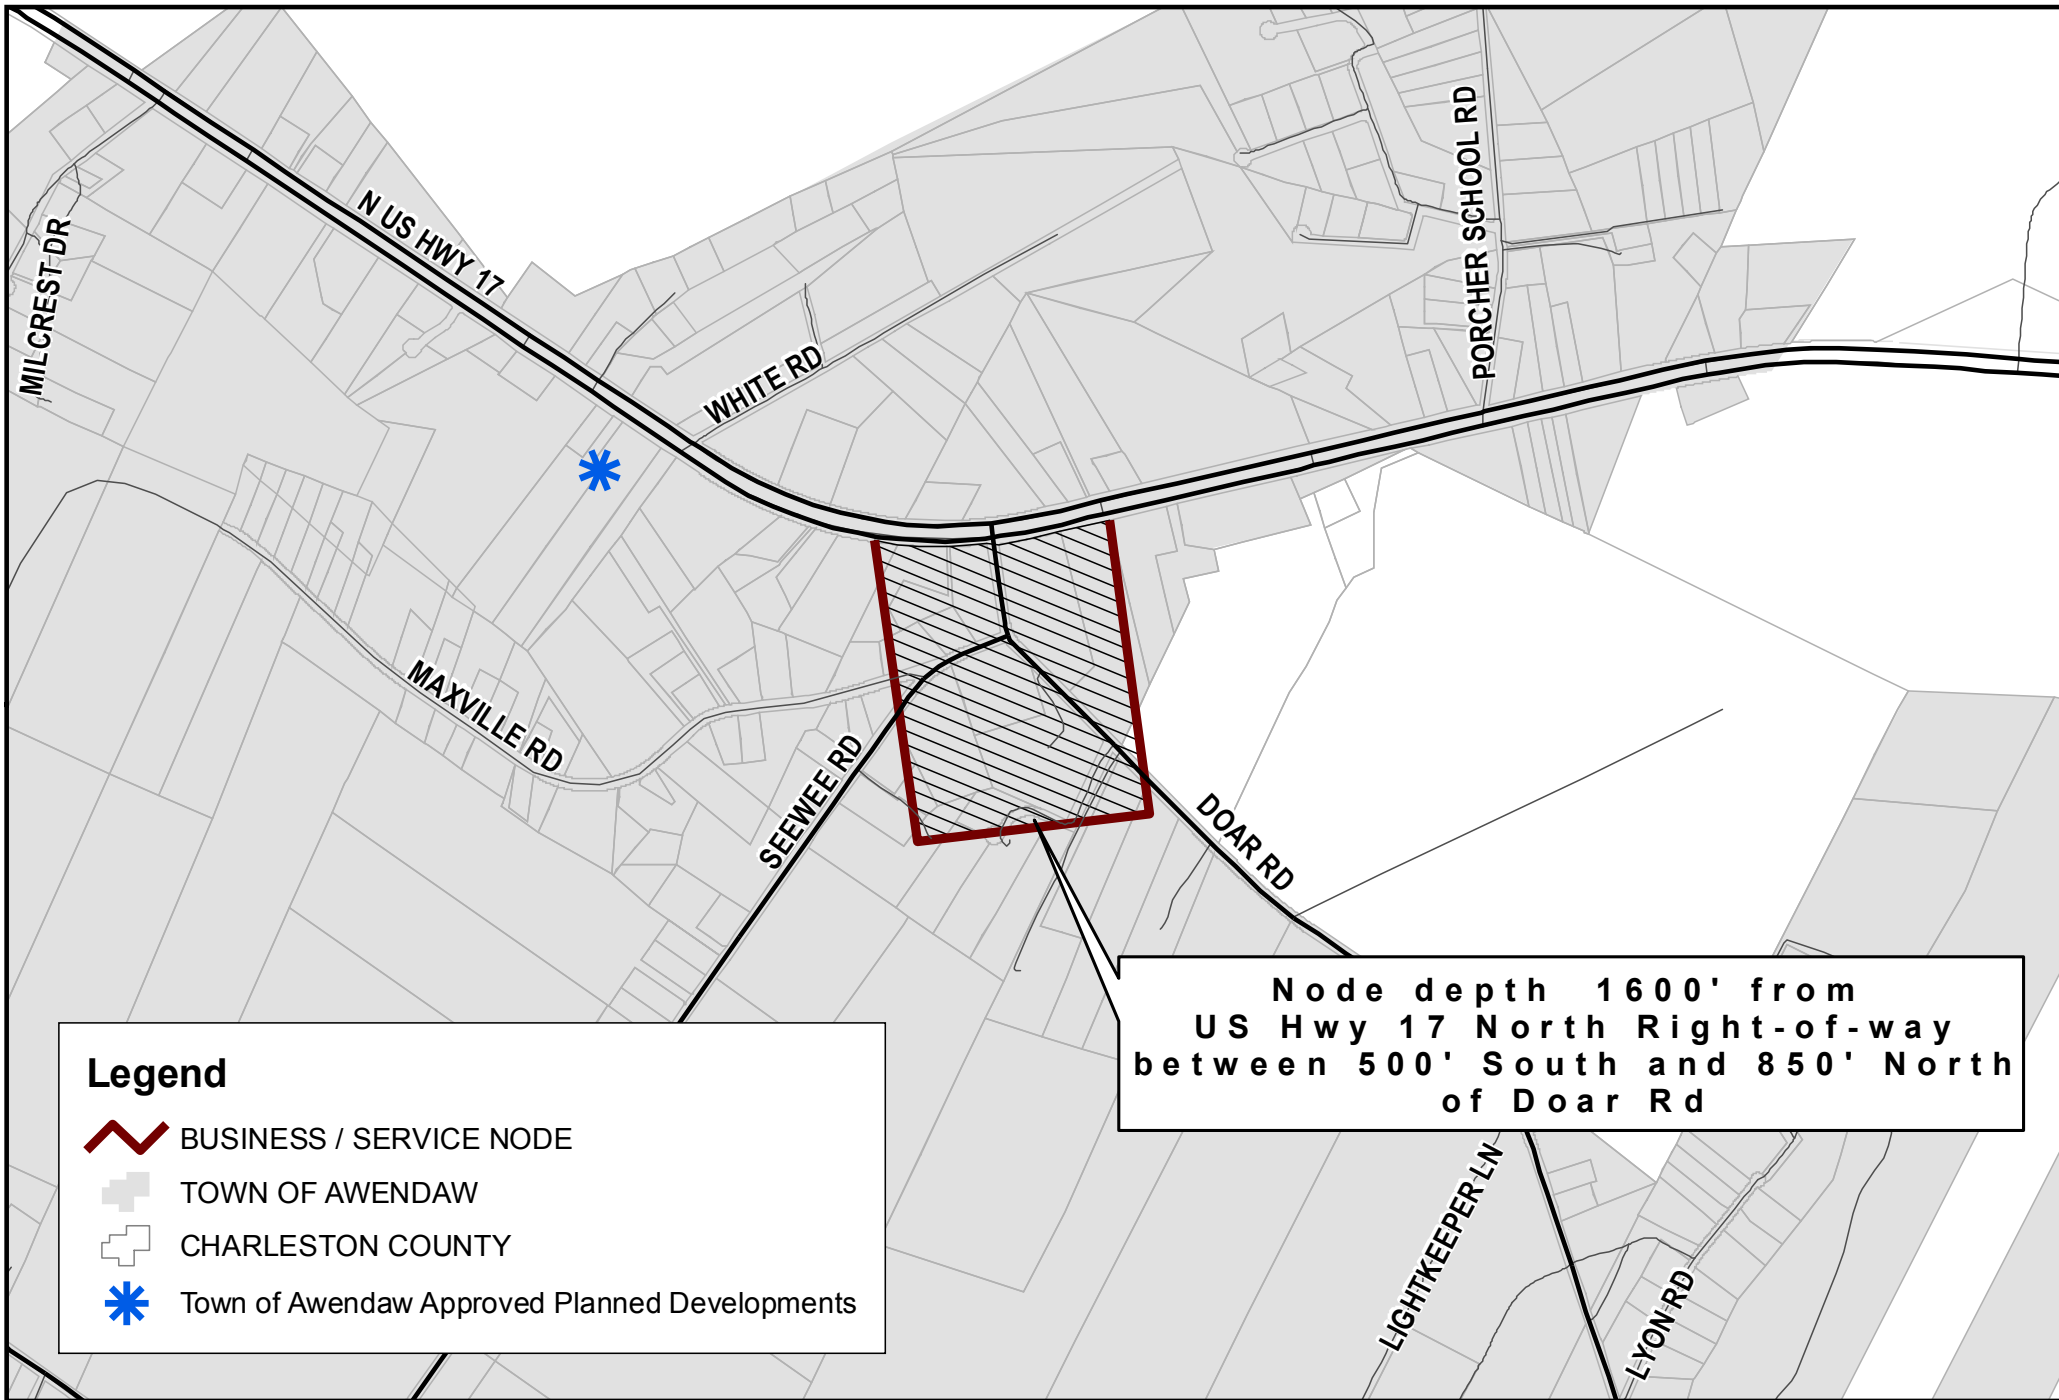 N US HWY 17
MILCREST DR
WHITE RD
PORCHER SCHOOL RD
MAXVILLE RD
SEEWEE RD
DOAR RD
Node depth 1600' from
US Hwy 17 North Right-of-way
between 500' South and 850' North
of Doar Rd
LIGHTKEEPER LN
LYON RD
Legend
BUSINESS / SERVICE NODE
TOWN OF AWENDAW
CHARLESTON COUNTY
Town of Awendaw Approved Planned Developments